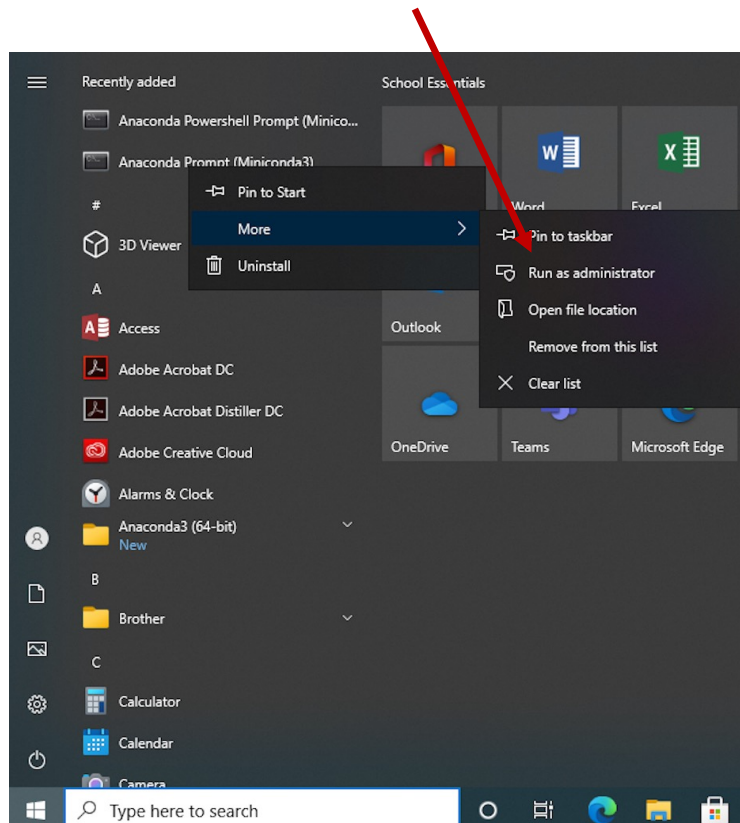 Recently added
School Essentials
Anaconda Powershell Prompt (Minico...
Anaconda Prompt (Miniconda3)
Pin to Start
#
Word
Excel
More
Pin to taskbar
3D Viewer
Uninstall
Run as administrator
A
Open file location
Access
Outlook
Remove from this list
Adobe Acrobat DC
Clear list
Adobe Acrobat Distiller DC
Adobe Creative Cloud
OneDrive
Teams
Microsoft Edge
Alarms & Clock
Anaconda3 (64-bit)
New
B
Brother
C
Calculator
Calendar
Camera
Type here to search